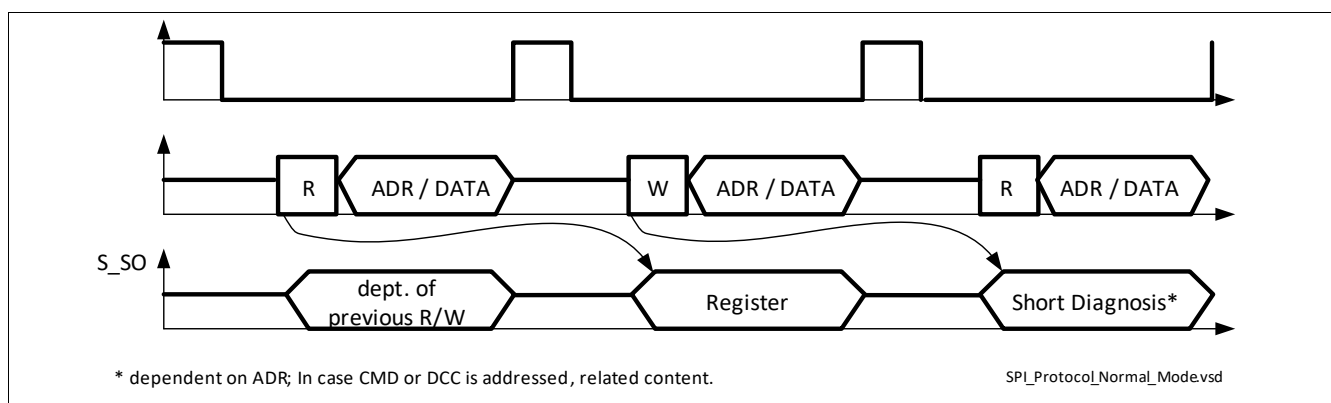 R
ADR / DATA
W
ADR / DATA
R
ADR / DATA
S_SO
dept. of
previous R/W
Register
Short Diagnosis*
* dependent on ADR; In case CMD or DCC is addressed, related content.
SPI_Protocol_Normal_Mode.vsd